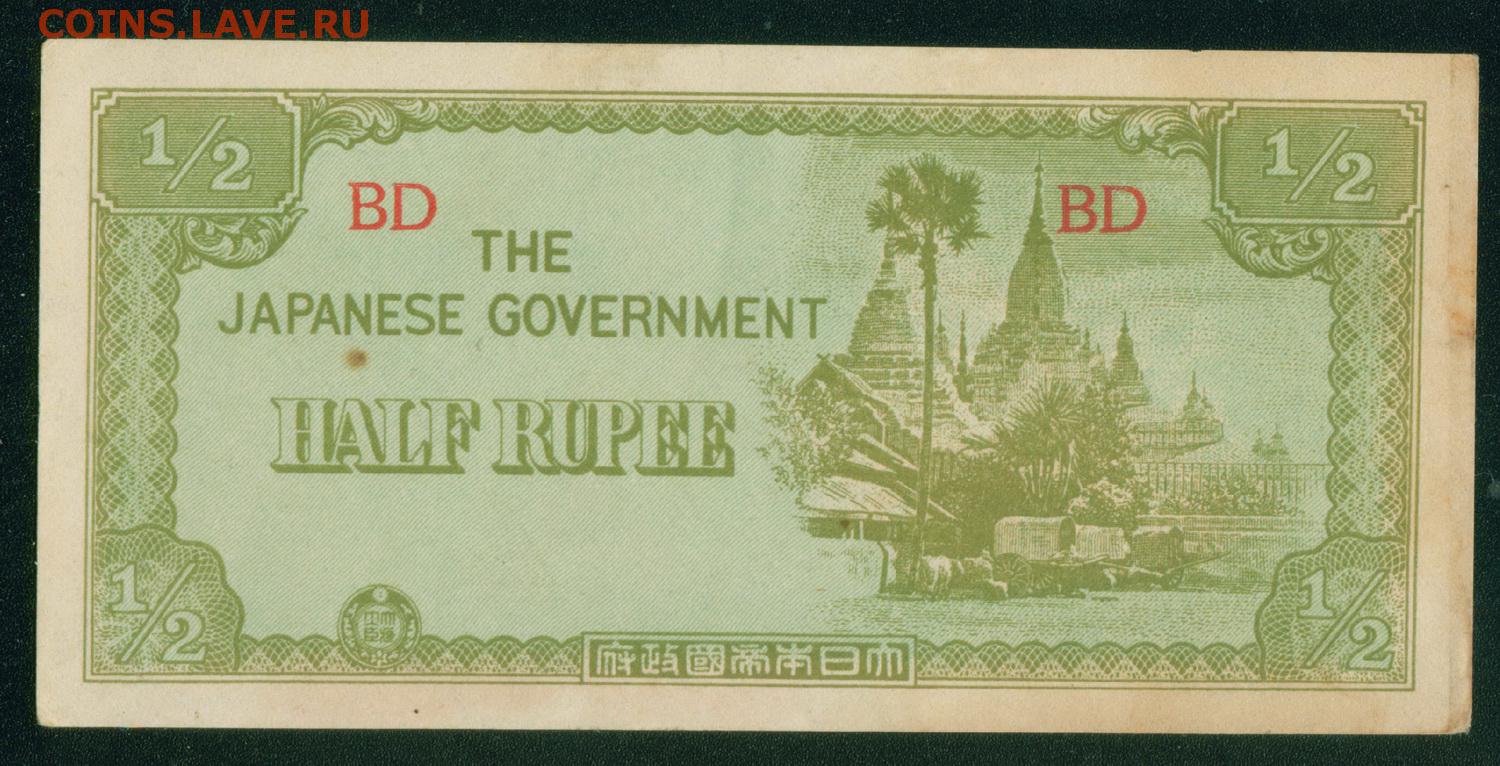 COINS.LAVE.RU
1/2
1/2
BD
BD
THE
JAPANESE GOVERNMENT
HALF RUPEE
1/2
1/2
府政國帝本日大